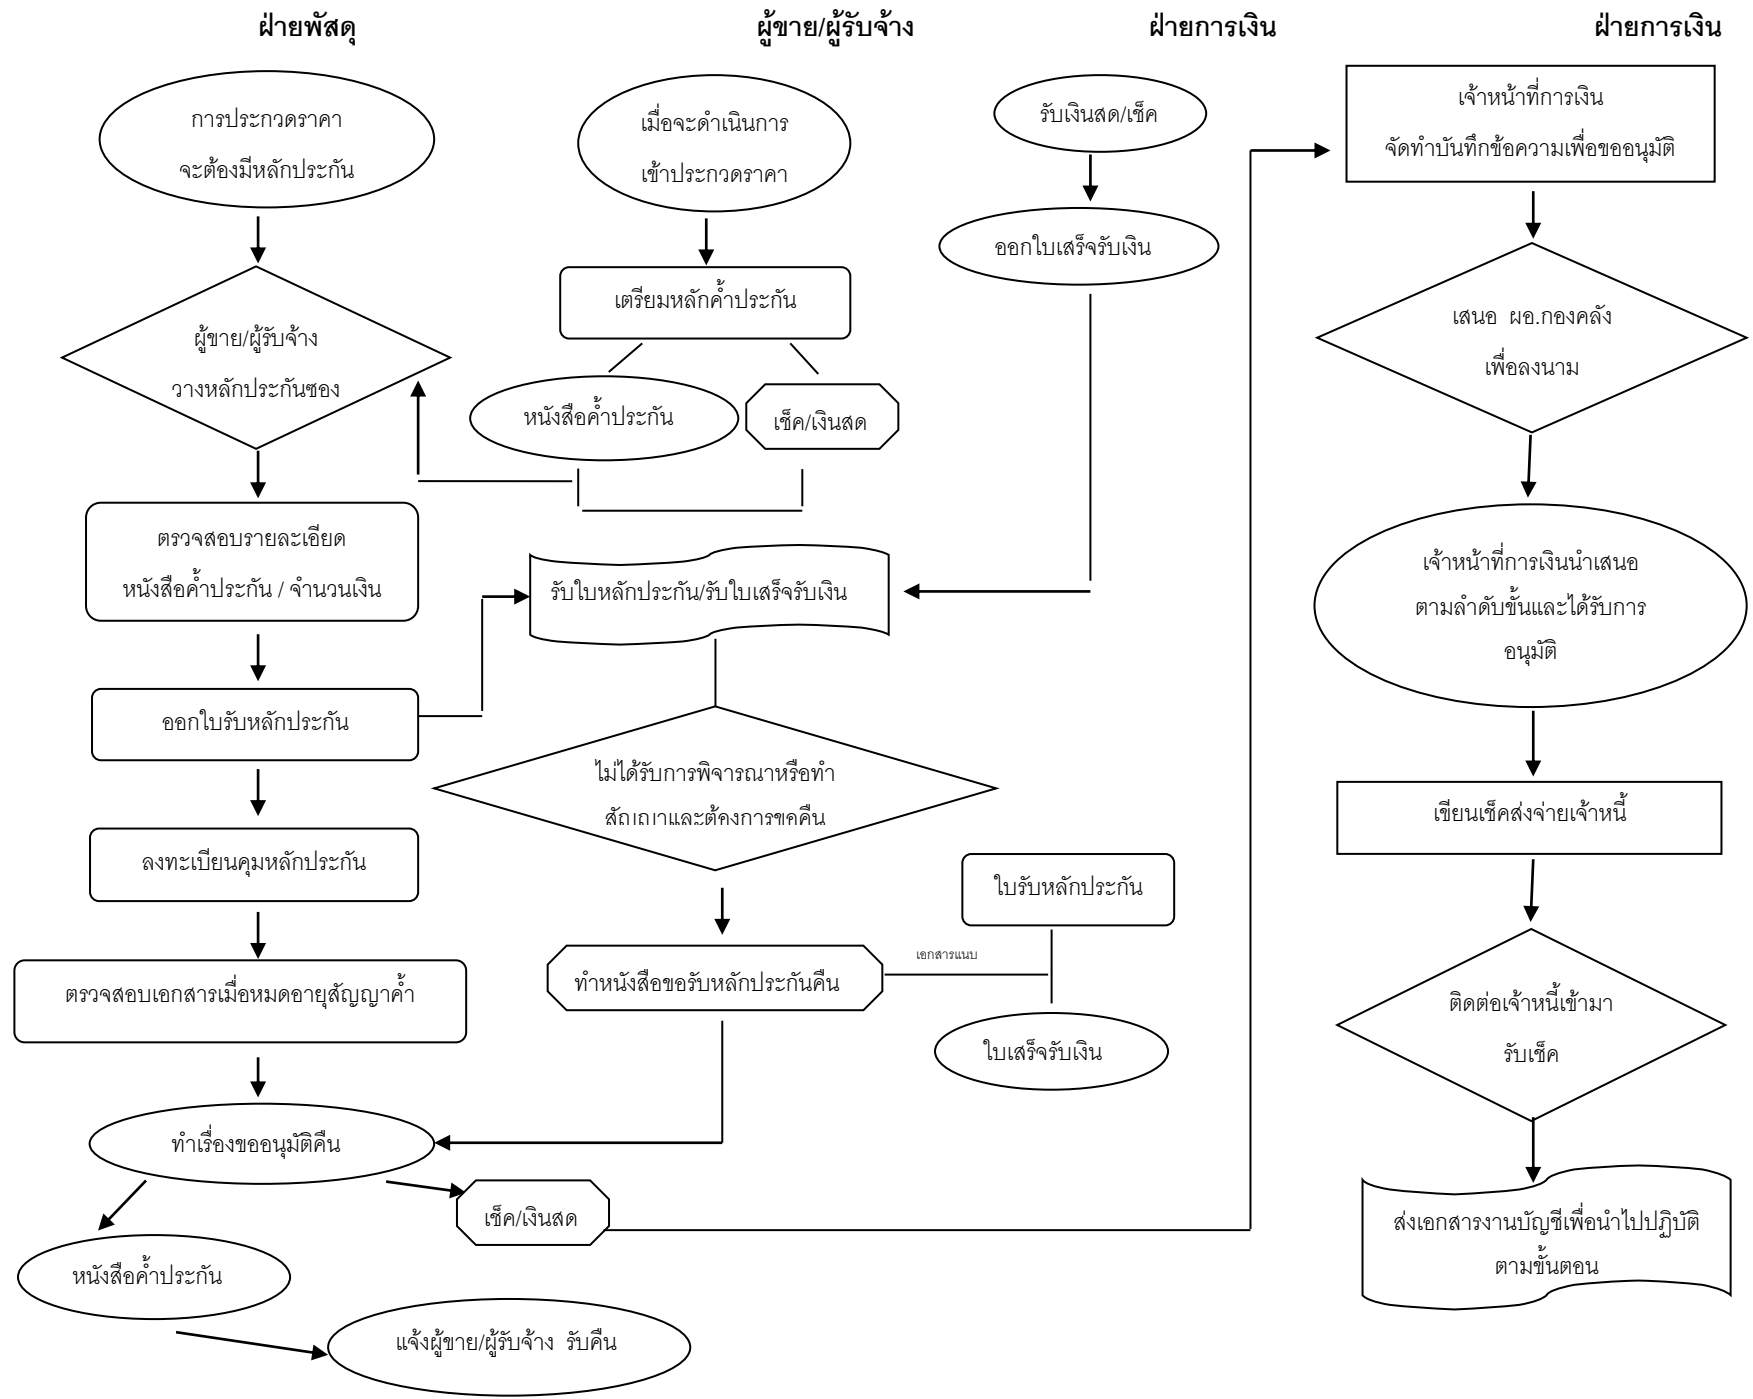 ฝ่ายพัสดุ
ผู้ขาย/ผู้รับจ้าง
ฝ่ายการเงิน
ฝ่ายการเงิน
การประกวดราคา
จะต้องมีหลักประกัน
ผู้ขาย/ผู้รับจ้าง
วางหลักประกันซอง
ตรวจสอบรายละเอียด
หนังสือค้ำประกัน / จำนวนเงิน
ออกใบรับหลักประกัน
ลงทะเบียนคุมหลักประกัน
ตรวจสอบเอกสารเมื่อหมดอายุสัญญาค้ำ
ทำเรื่องขออนุมัติคืน
เช็ค/เงินสด
หนังสือค้ำประกัน
แจ้งผู้ขาย/ผู้รับจ้าง รับคืน
เมื่อจะดำเนินการ
เข้าประกวดราคา
เตรียมหลักค้ำประกัน
หนังสือค้ำประกัน
เช็ค/เงินสด
รับใบหลักประกัน/รับใบเสร็จรับเงิน
ไม่ได้รับการพิจารณาหรือทำ
สัญญาและต้องการขอคืน
ทำหนังสือขอรับหลักประกันคืน
เอกสารแนบ
ใบรับหลักประกัน
ใบเสร็จรับเงิน
รับเงินสด/เช็ค
ออกใบเสร็จรับเงิน
เจ้าหน้าที่การเงิน
จัดทำบันทึกข้อความเพื่อขออนุมัติ
เสนอ ผอ.กองคลัง
เพื่อลงนาม
เจ้าหน้าที่การเงินนำเสนอ
ตามลำดับขั้นและได้รับการ
อนุมัติ
เขียนเช็คส่งจ่ายเจ้าหนี้
ติดต่อเจ้าหนี้เข้ามา
รับเช็ค
ส่งเอกสารงานบัญชีเพื่อนำไปปฏิบัติ
ตามขั้นตอน